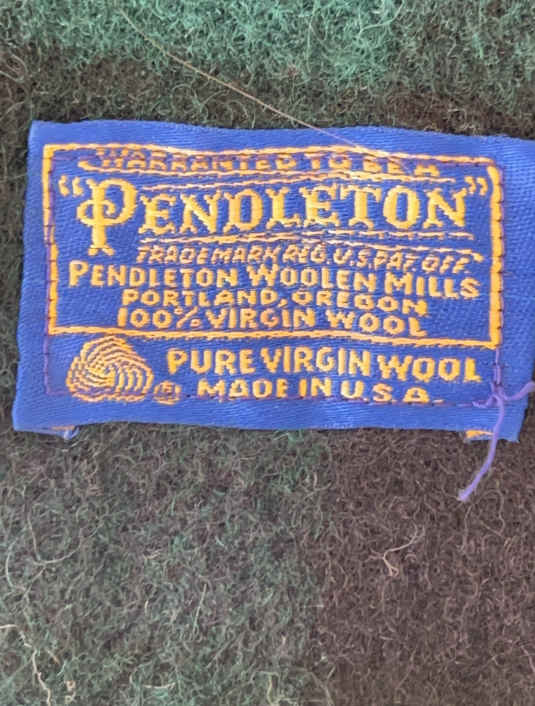 WARRANTED TO BE A
"PENDLETON"
TRADEMARK REG. U.S. PAT. OFF.
PENDLETON WOOLEN MILLS
PORTLAND, OREGON
100% VIRGIN WOOL
PURE VIRGIN WOOL
® MADE IN U.S.A.